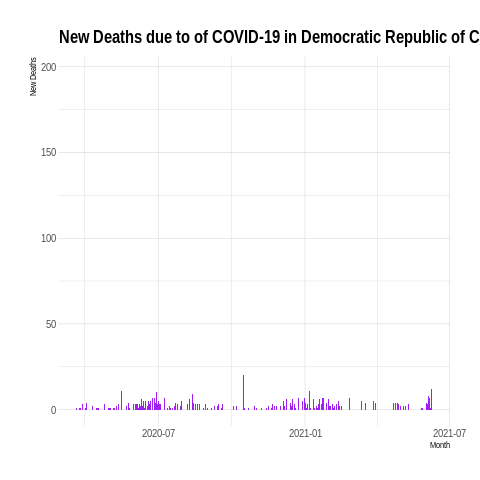 New Deaths due to of COVID-19 in Democratic Republic of C
New Deaths
200
150
100
50
0
2020-07
2021-01
2021-07
Month